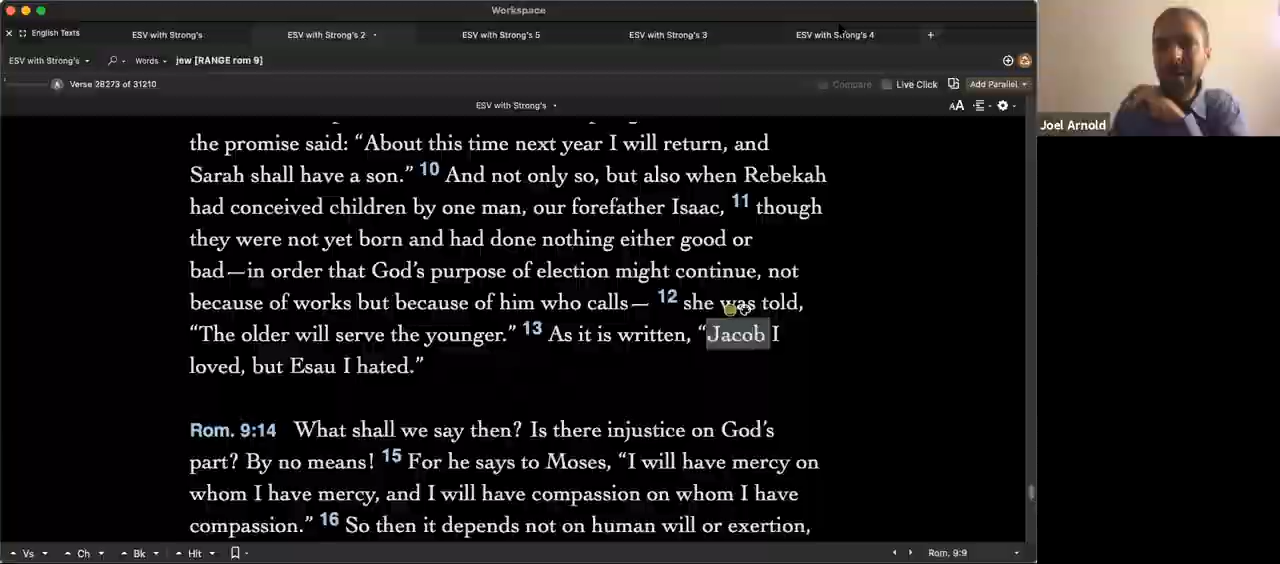 Workspace
English Texts
ESV with Strong's
ESV with Strong's 2
ESV with Strong's 5
ESV with Strong's 3
ESV with Strong's 4
ESV with Strong's
Words
jew [RANGE rom 9]
Verse 28273 of 31210
Compare
Live Click
Add Parallel
ESV with Strong's
AA
the promise said: “About this time next year I will return, and
Sarah shall have a son.” 10 And not only so, but also when Rebekah
had conceived children by one man, our forefather Isaac, 11 though
they were not yet born and had done nothing either good or
bad—in order that God’s purpose of election might continue, not
because of works but because of him who calls— 12 she was told,
“The older will serve the younger.” 13 As it is written, “Jacob I
loved, but Esau I hated.”
Rom. 9:14 What shall we say then? Is there injustice on God’s
part? By no means! 15 For he says to Moses, “I will have mercy on
whom I have mercy, and I will have compassion on whom I have
compassion.” 16 So then it depends not on human will or exertion,
Vs Ch Bk Hit
Rom. 9:9
Joel Arnold